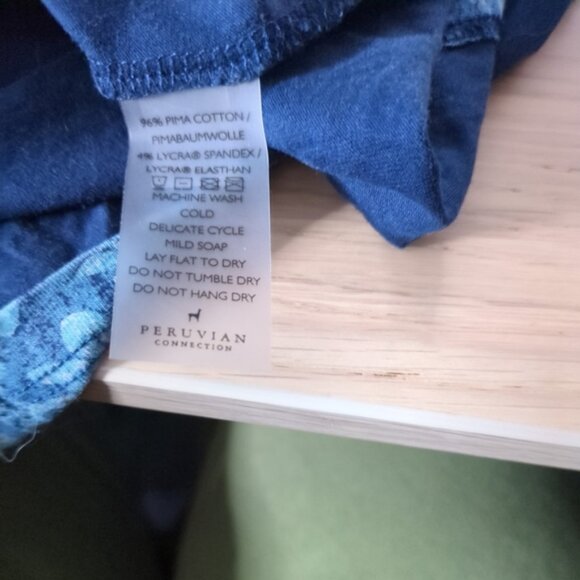 96% PIMA COTTON /
PIMABAUMWOLLE
4% LYCRA® SPANDEX /
LYCRA® ELASTHAN
MACHINE WASH
COLD
DELICATE CYCLE
MILD SOAP
LAY FLAT TO DRY
DO NOT TUMBLE DRY
DO NOT HANG DRY
PERUVIAN
CONNECTION